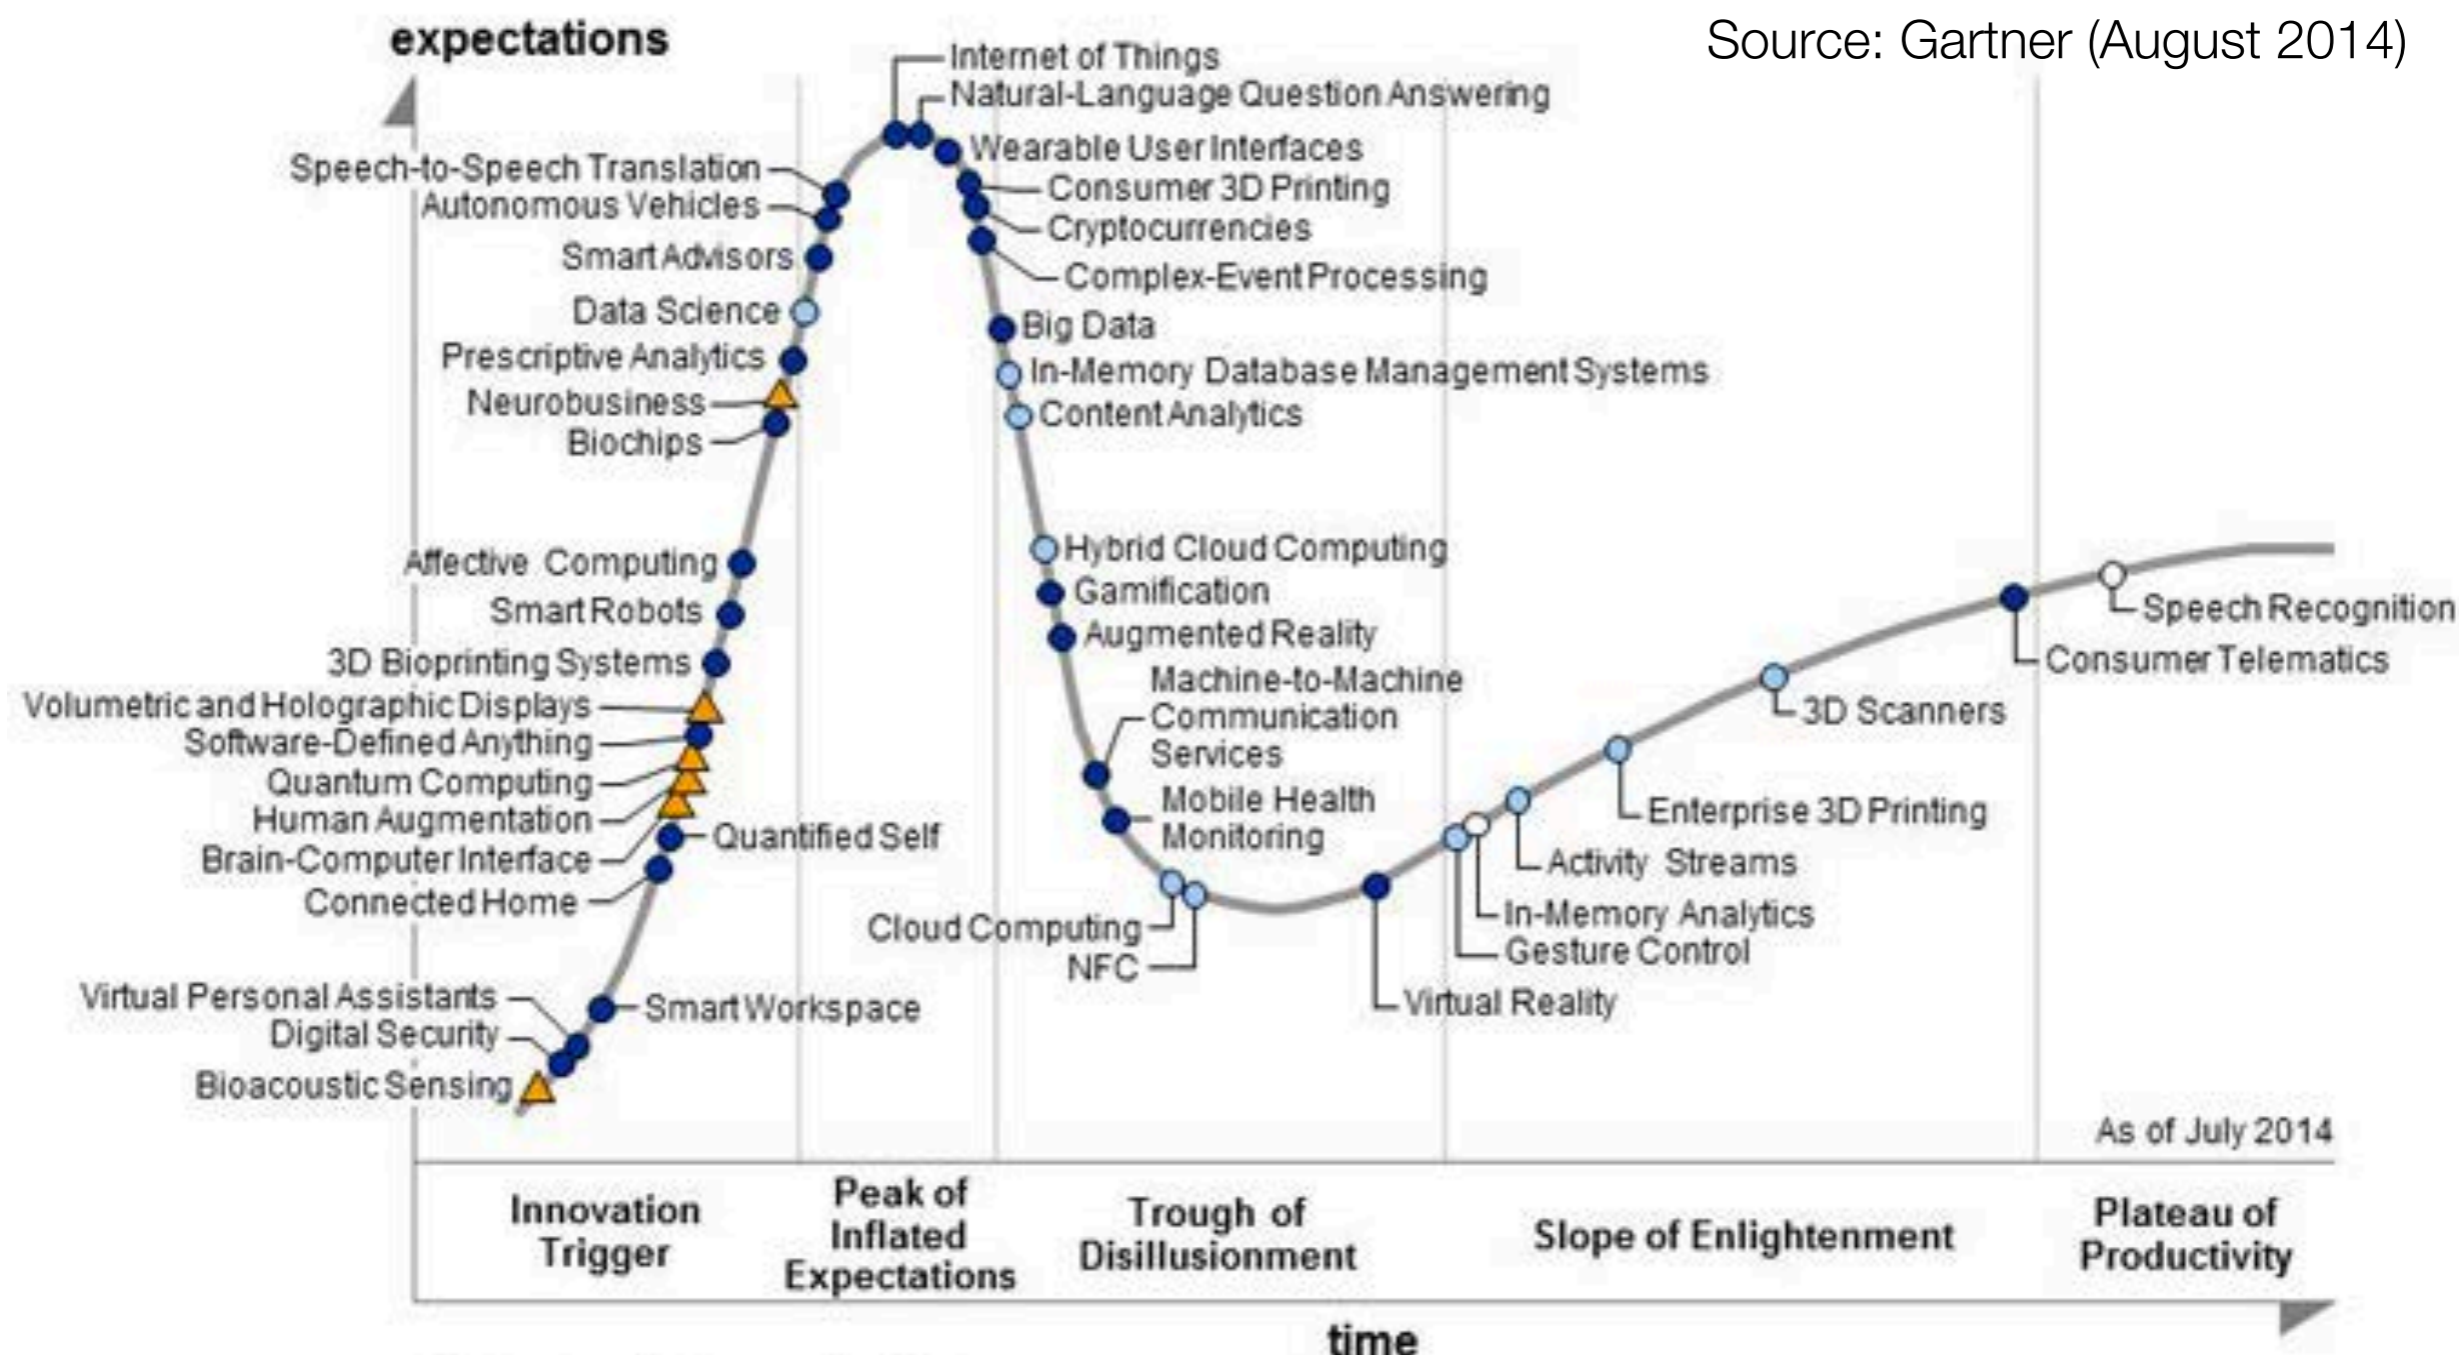 expectations
Source: Gartner (August 2014)
Internet of Things
Natural-Language Question Answering
Wearable User Interfaces
Speech-to-Speech Translation
Consumer 3D Printing
Autonomous Vehicles
Cryptocurrencies
Smart Advisors
Complex-Event Processing
Data Science
Big Data
Prescriptive Analytics
In-Memory Database Management Systems
Neurobusiness
Content Analytics
Biochips
Hybrid Cloud Computing
Affective Computing
Gamification
Smart Robots
Speech Recognition
Augmented Reality
3D Bioprinting Systems
Consumer Telematics
Machine-to-Machine
Communication
Services
Volumetric and Holographic Displays
3D Scanners
Software-Defined Anything
Quantum Computing
Mobile Health
Monitoring
Human Augmentation
Enterprise 3D Printing
Quantified Self
Brain-Computer Interface
Activity Streams
Connected Home
In-Memory Analytics
Cloud Computing
Gesture Control
NFC
Virtual Personal Assistants
Virtual Reality
Smart Workspace
Digital Security
Bioacoustic Sensing
As of July 2014
Innovation
Trigger
Peak of
Inflated
Expectations
Trough of
Disillusionment
Slope of Enlightenment
Plateau of
Productivity
time